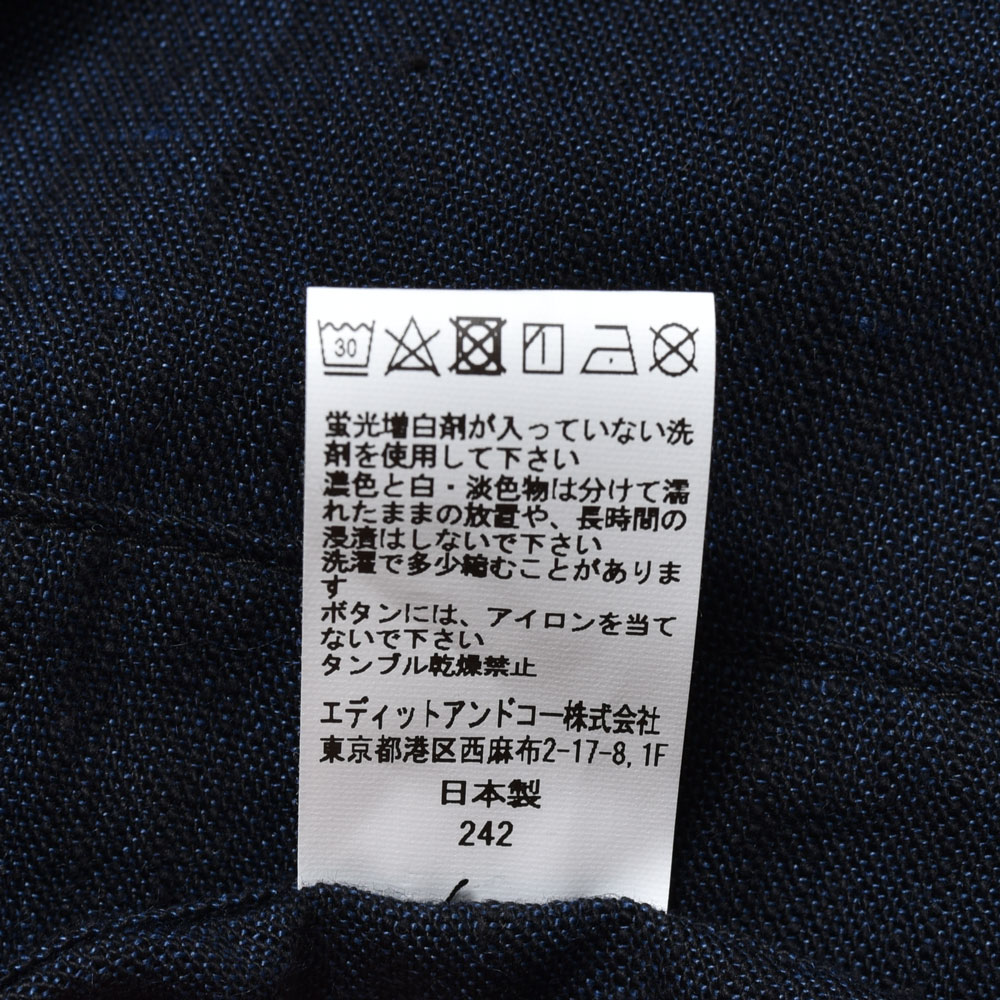 30
蛍光増白剤が入っていない洗
剤を使用して下さい
濃色と白・淡色物は分けて濡
れたままの放置や、長時間の
浸漬はしないで下さい
洗濯で多少縮むことがありま
す
ボタンには、アイロンを当て
ないで下さい
タンブル乾燥禁止
エディットアンドコー株式会社
東京都港区西麻布2-17-8, 1F
日本製
242